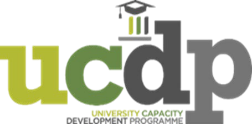 ucdp
UNIVERSITY CAPACITY
DEVELOPMENT PROGRAMME